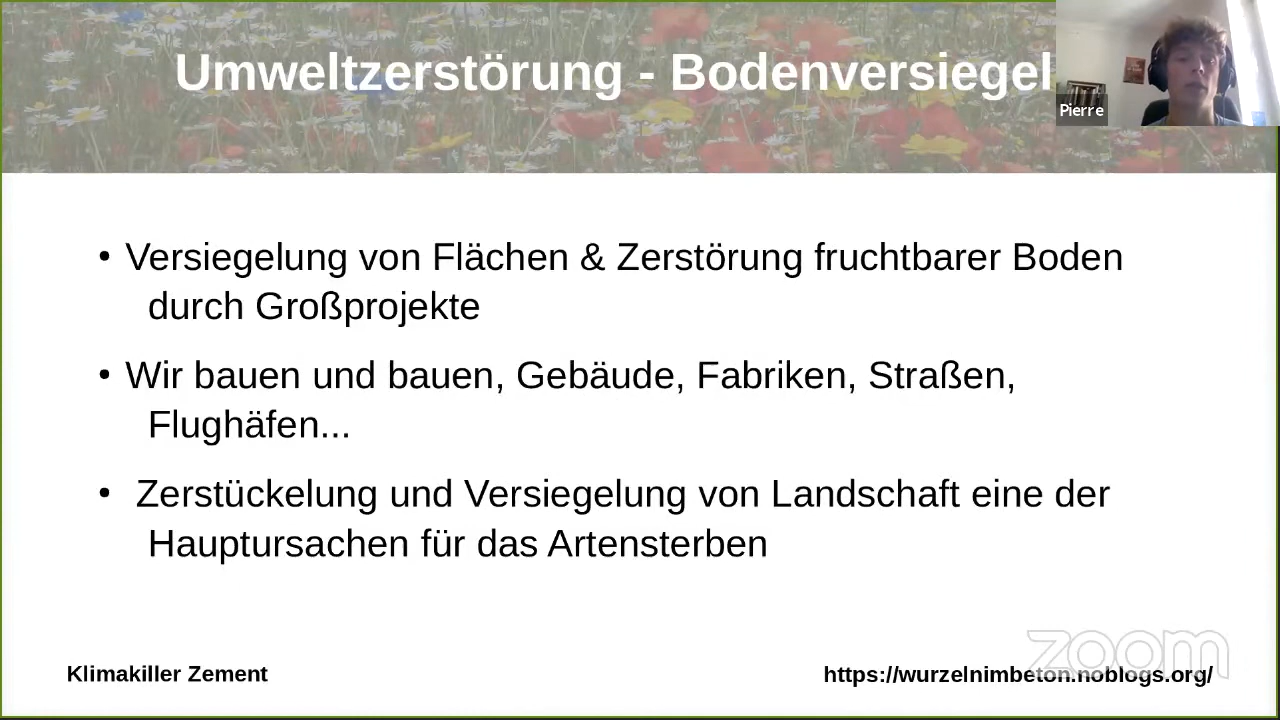 Umweltzerstörung - Bodenversiegel
Pierre
• Versiegelung von Flächen & Zerstörung fruchtbarer Boden
durch Großprojekte
• Wir bauen und bauen, Gebäude, Fabriken, Straßen,
Flughäfen...
• Zerstückelung und Versiegelung von Landschaft eine der
Hauptursachen für das Artensterben
zoom
Klimakiller Zement
https://wurzelnimbeton.noblogs.org/